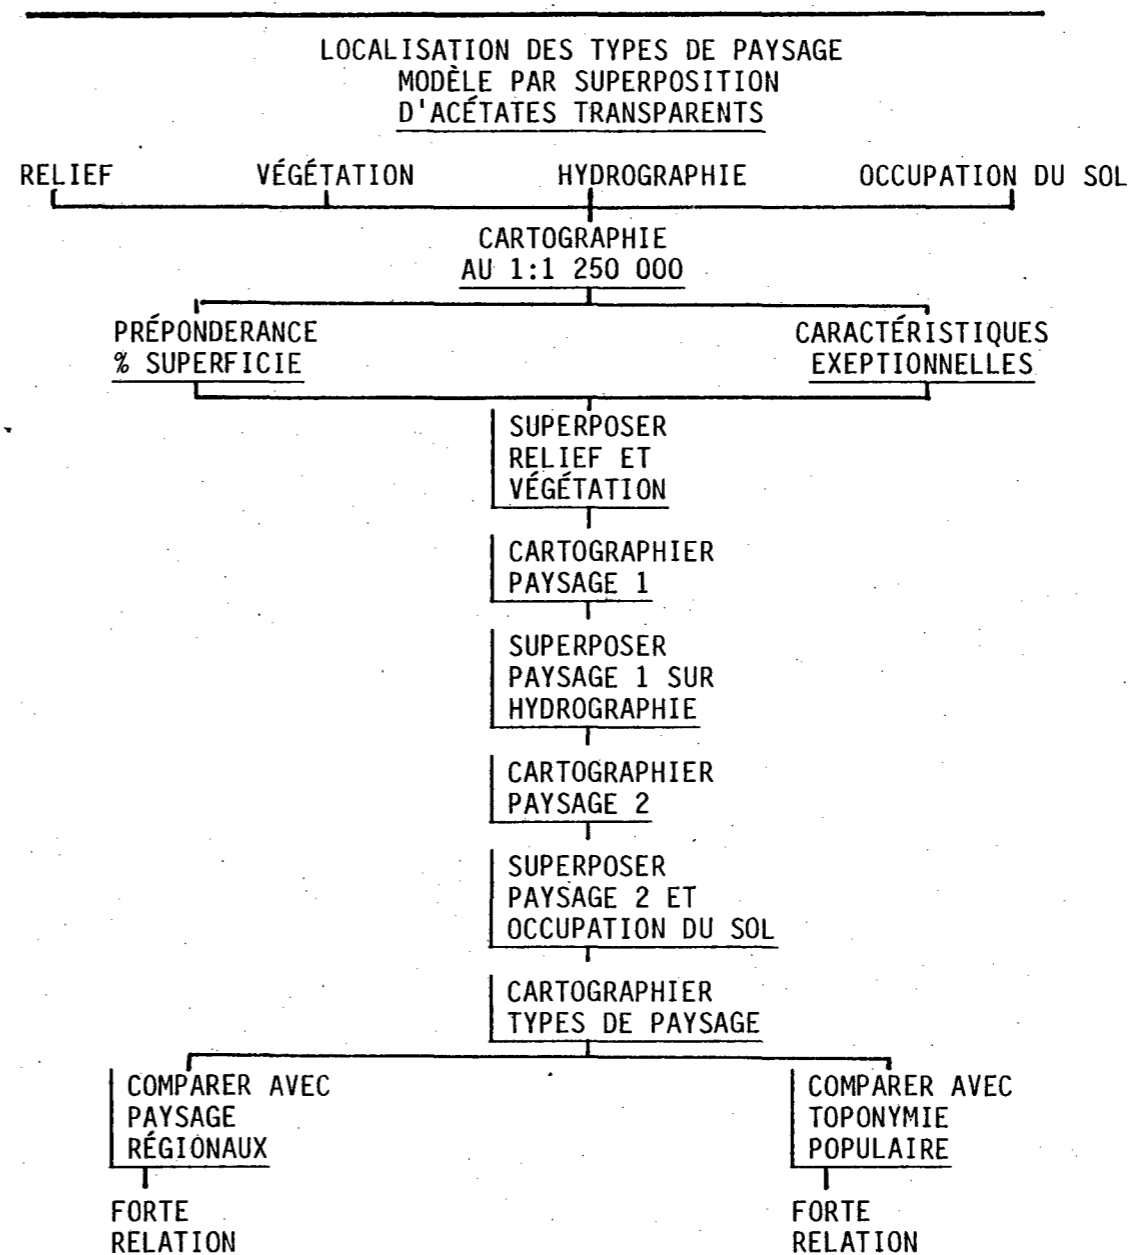 LOCALISATION DES TYPES DE PAYSAGE
MODÈLE PAR SUPERPOSITION
D'ACÉTATES TRANSPARENTS
RELIEF VÉGÉTATION HYDROGRAPHIE OCCUPATION DU SOL
CARTOGRAPHIE
AU 1:1 250 000
PRÉPONDERANCE
% SUPERFICIE
CARACTÉRISTIQUES
EXEPTIONNELLES
SUPERPOSER
RELIEF ET
VÉGÉTATION
CARTOGRAPHIER
PAYSAGE 1
SUPERPOSER
PAYSAGE 1 SUR
HYDROGRAPHIE
CARTOGRAPHIER
PAYSAGE 2
SUPERPOSER
PAYSAGE 2 ET
OCCUPATION DU SOL
CARTOGRAPHIER
TYPES DE PAYSAGE
COMPARER AVEC
PAYSAGE
RÉGIONAUX
COMPARER AVEC
TOPONYMIE
POPULAIRE
FORTE
RELATION
FORTE
RELATION